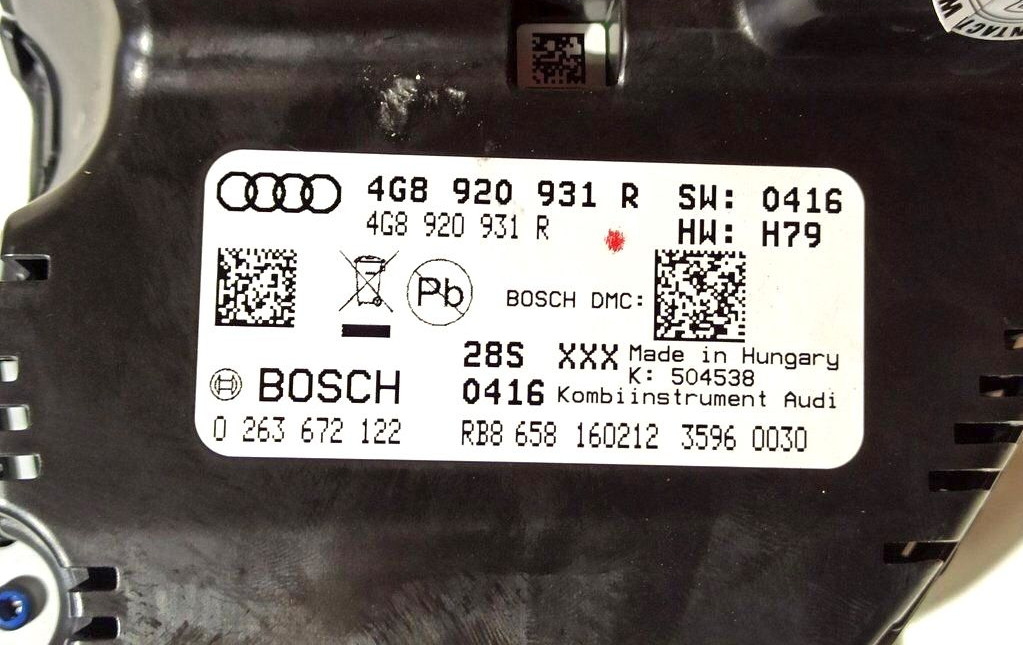 CONTACT W
4G8 920 931 R SW: 0416
4G8 920 931 R HW: H79
Pb BOSCH DMC:
28S XXX Made in Hungary
K: 504538
BOSCH 0416 Kombiinstrument Audi
0 263 672 122 RB8 658 160212 3596 0030